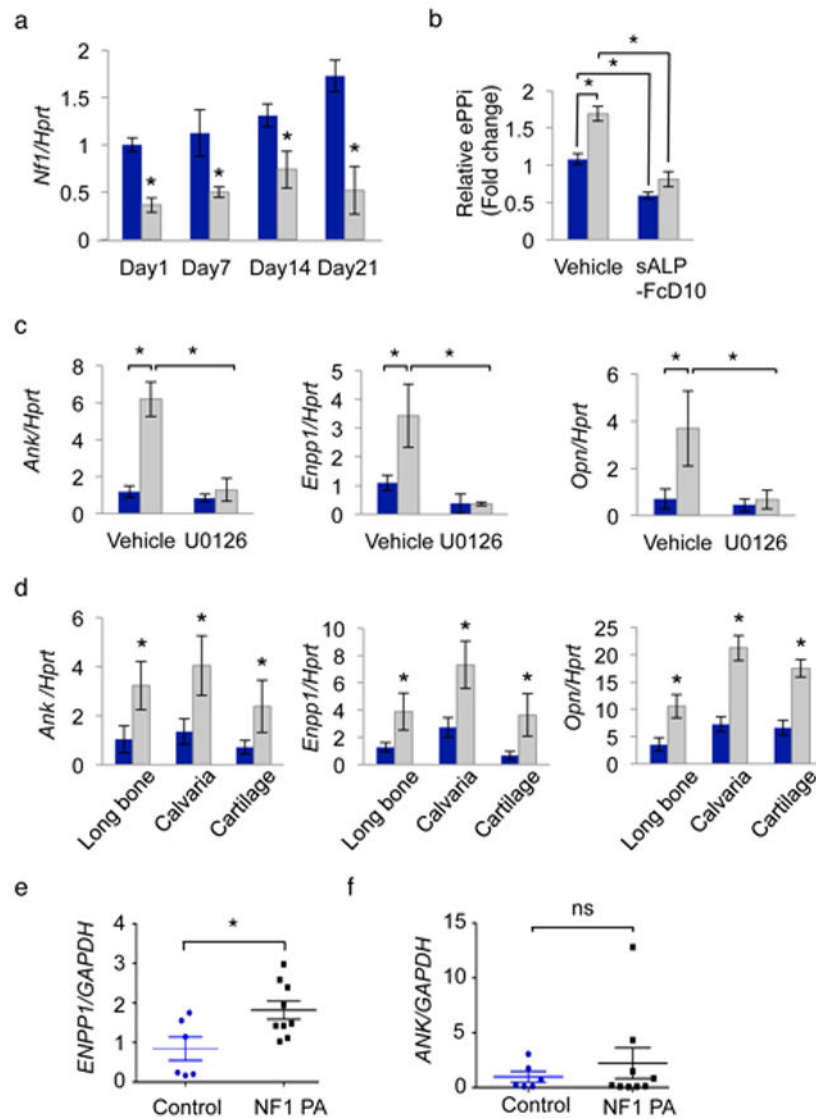 a
2
1.5
1
0.5
0
Nf1/Hprt
*
*
*
*
Day1 Day7 Day14 Day21
b
2
1.5
1
0.5
0
Relative ePPi
(Fold change)
*
*
*
Vehicle sALP
-FcD10
c
8
6
4
2
0
Ank/Hprt
* *
Vehicle U0126
5
4
3
2
1
0
Enpp1/Hprt
* *
Vehicle U0126
6
4
2
0
Opn/Hprt
* *
Vehicle U0126
d
6
4
2
0
Ank /Hprt
* * *
Long bone
Calvaria
Cartilage
10
8
6
4
2
0
Enpp1/Hprt
* * *
Long bone
Calvaria
Cartilage
25
20
15
10
5
0
Opn/Hprt
* * *
Long bone
Calvaria
Cartilage
e
4
3
2
1
0
ENPP1/GAPDH
*
Control NF1 PA
f
15
10
5
0
ANK/GAPDH
ns
Control NF1 PA